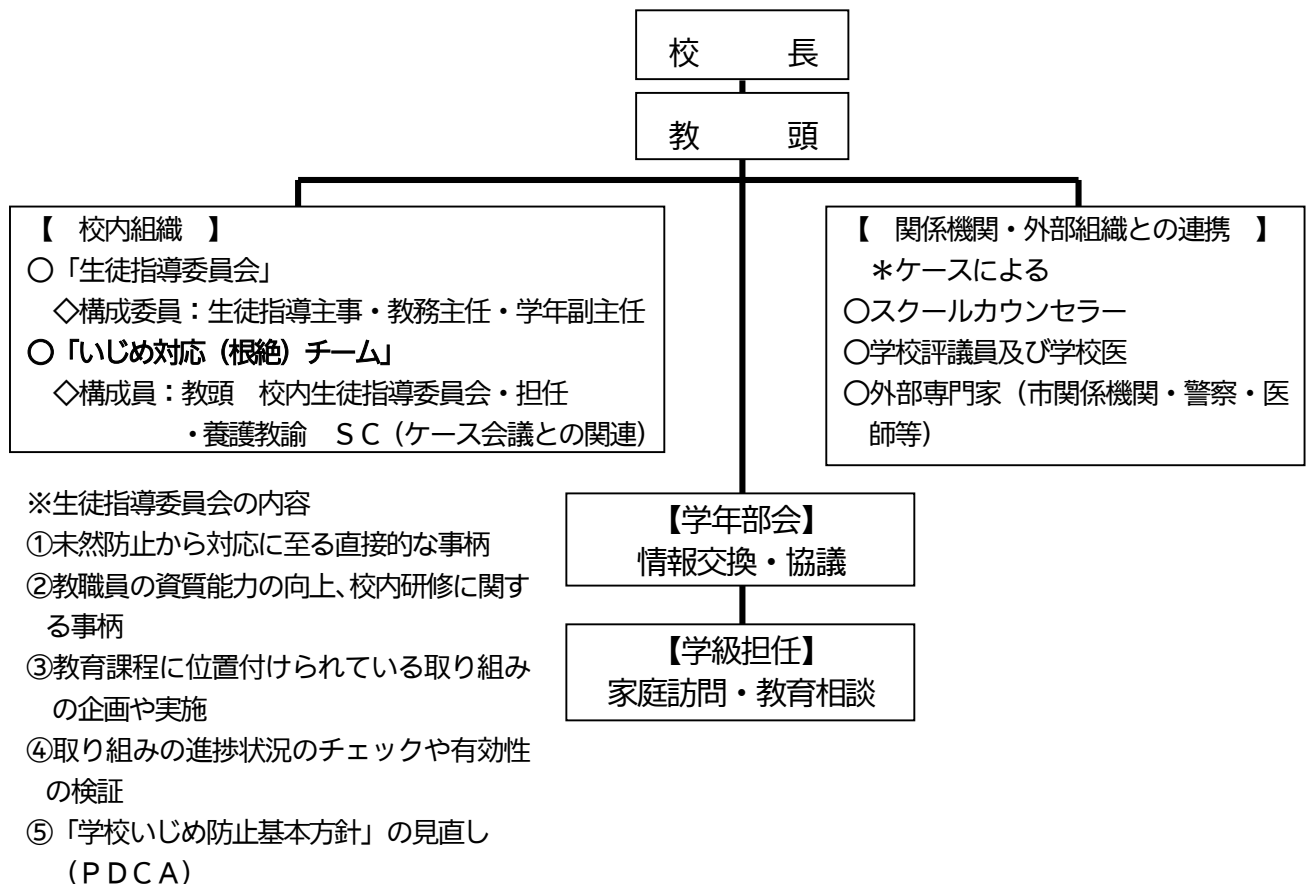 校　　長
教　　頭
【　校内組織　】
〇「生徒指導委員会」
◇構成委員：生徒指導主事・教務主任・学年副主任
〇「いじめ対応（根絶）チーム」
◇構成員：教頭　校内生徒指導委員会・担任
・養護教諭　ＳＣ（ケース会議との関連）
【　関係機関・外部組織との連携　】
＊ケースによる
〇スクールカウンセラー
〇学校評議員及び学校医
〇外部専門家（市関係機関・警察・医
師等）
※生徒指導委員会の内容
①未然防止から対応に至る直接的な事柄
②教職員の資質能力の向上、校内研修に関す
る事柄
③教育課程に位置付けられている取り組み
の企画や実施
④取り組みの進捗状況のチェックや有効性
の検証
⑤「学校いじめ防止基本方針」の見直し
（ＰＤＣＡ）
【学年部会】
情報交換・協議
【学級担任】
家庭訪問・教育相談